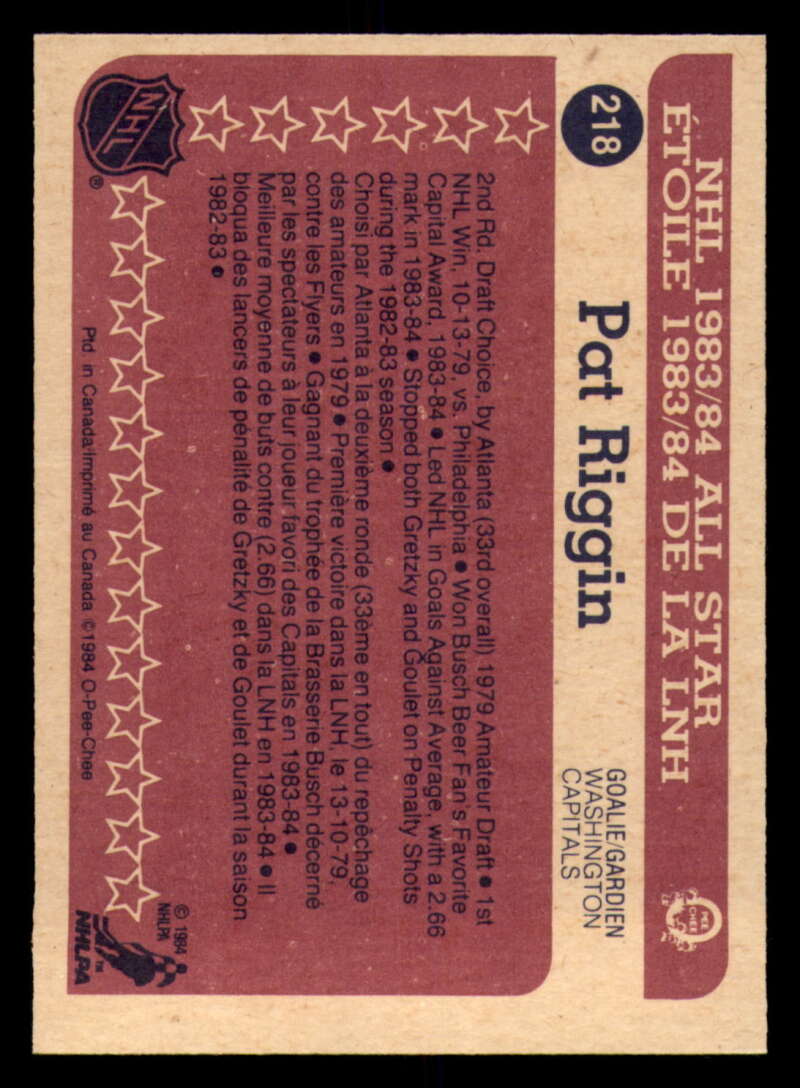 NHL 1983/84 ALL STAR
ÉTOILE 1983/84 DE LA LNH
O
PEE
CHEE
218
Pat Riggin
GOALIE/GARDIEN
WASHINGTON
CAPITALS
2nd Rd. Draft Choice, by Atlanta (33rd overall) 1979 Amateur Draft ● 1st
NHL Win, 10-13-79, vs. Philadelphia ● Won Busch Beer Fan's Favorite
Capital Award, 1983-84 ● Led NHL in Goals Against Average, with a 2.66
mark in 1983-84 ● Stopped both Gretzky and Goulet on Penalty Shots
during the 1982-83 season ●
Choisi par Atlanta à la deuxième ronde (33ème en tout) du repêchage
des amateurs en 1979 ● Première victoire dans la LNH, le 13-10-79,
contre les Flyers ● Gagnant du trophée de la Brasserie Busch décerné
par les spectateurs à leur joueur favori des Capitals en 1983-84 ●
Meilleure moyenne de buts contre (2.66) dans la LNH en 1983-84 ● Il
bloqua des lancers de pénalité de Gretzky et de Goulet durant la saison
1982-83 ●
NHL
®
© 1984
NHLPA
NHLPA
™
Ptd. in Canada/Imprimé au Canada ©1984 O-Pee-Chee